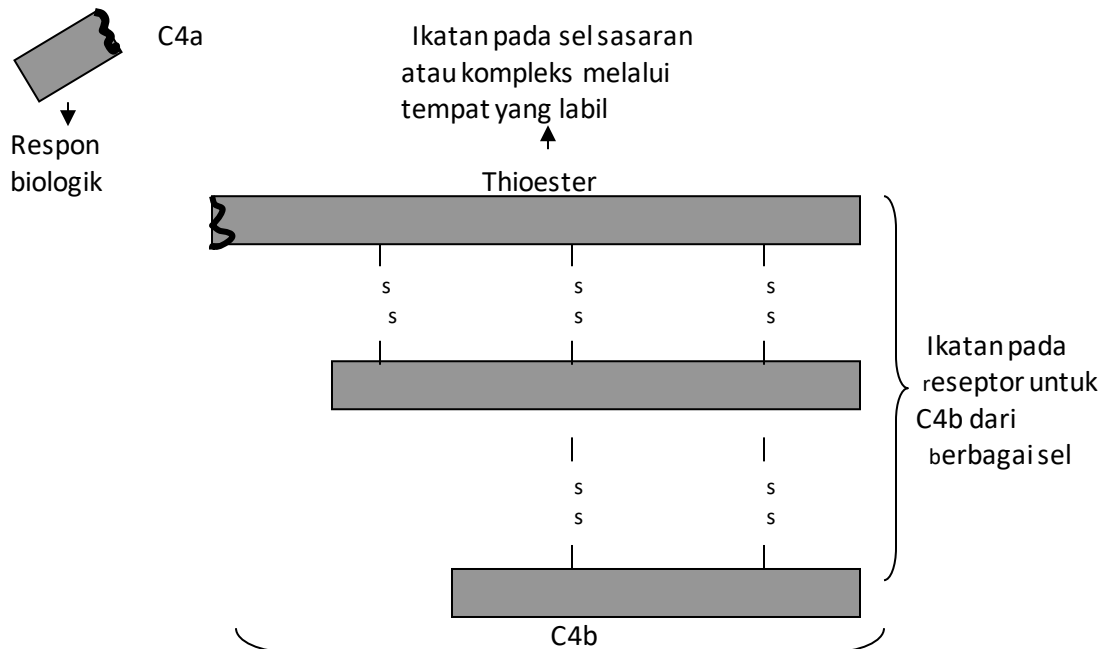 C4a
Respon
biologik
Ikatan pada sel sasaran
atau kompleks melalui
tempat yang labil
Thioester
s s s
s s s
Ikatan pada
reseptor untuk
C4b dari
berbagai sel
s s
s s
C4b